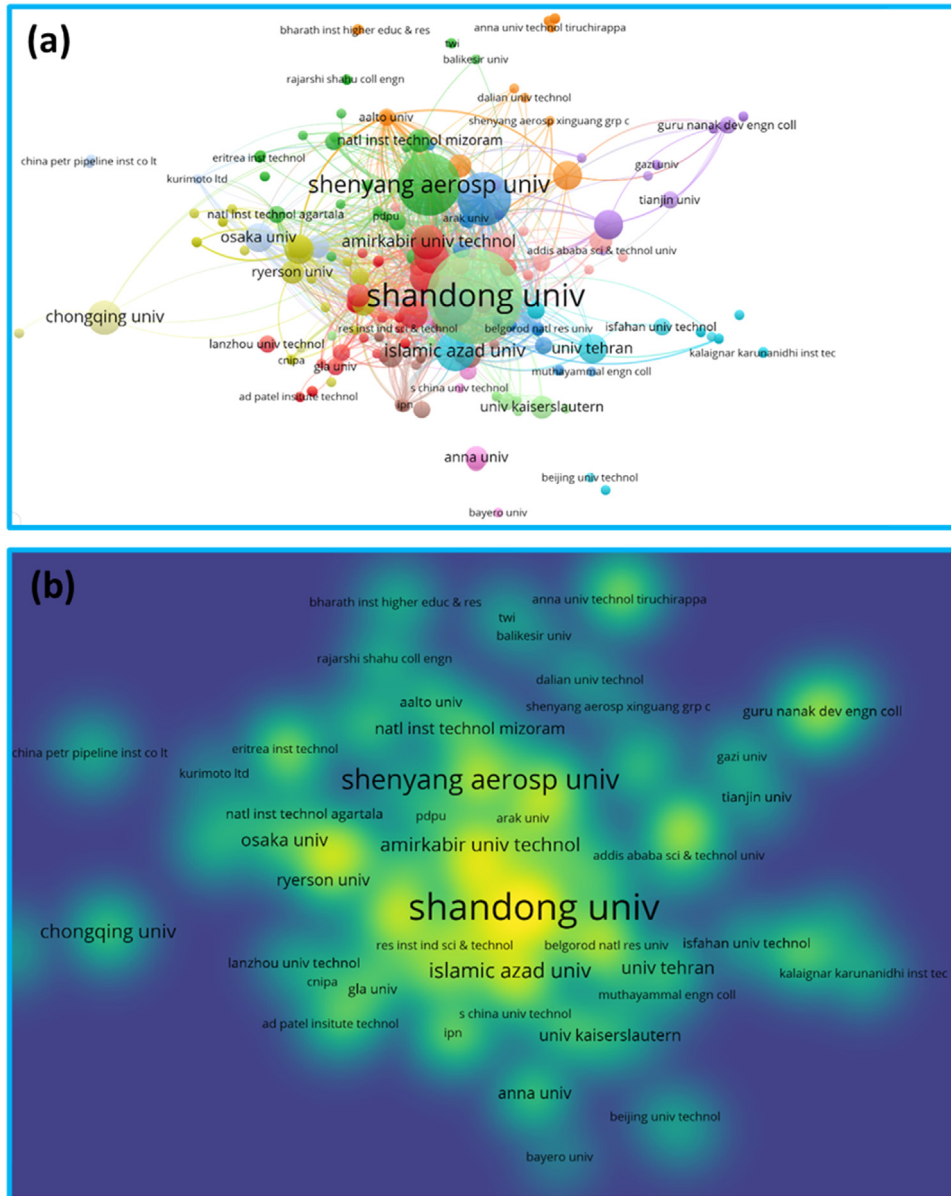 (a)
bharath inst higher educ & res
anna univ technol tiruchirappa
twi
balikesir univ
rajarshi shahu coll engn
dalian univ technol
aalto univ
shenyang aerosp xinguang grp c
guru nanak dev engn coll
natl inst technol mizoram
eritrea inst technol
china petr pipeline inst co lt
gazi univ
kurimoto ltd
shenyang aerosp univ
tianjin univ
natl inst technol agartala
pdpu
arak univ
osaka univ
amirkabir univ technol
addis ababa sci & technol univ
ryerson univ
shandong univ
chongqing univ
res inst ind sci & technol
belgorod natl res univ
isfahan univ technol
lanzhou univ technol
islamic azad univ
univ tehran
kalaignar karunanidhi inst tec
cnipa
gla univ
muthayammal engn coll
s china univ technol
ad patel insitute technol
ipn
univ kaiserslautern
anna univ
beijing univ technol
bayero univ
(b)
bharath inst higher educ & res
anna univ technol tiruchirappa
twi
balikesir univ
rajarshi shahu coll engn
dalian univ technol
aalto univ
shenyang aerosp xinguang grp c
guru nanak dev engn coll
natl inst technol mizoram
eritrea inst technol
china petr pipeline inst co lt
gazi univ
kurimoto ltd
shenyang aerosp univ
tianjin univ
natl inst technol agartala
pdpu
arak univ
osaka univ
amirkabir univ technol
addis ababa sci & technol univ
ryerson univ
shandong univ
chongqing univ
res inst ind sci & technol
belgorod natl res univ
isfahan univ technol
lanzhou univ technol
islamic azad univ
univ tehran
kalaignar karunanidhi inst tec
cnipa
gla univ
muthayammal engn coll
s china univ technol
ad patel insitute technol
ipn
univ kaiserslautern
anna univ
beijing univ technol
bayero univ